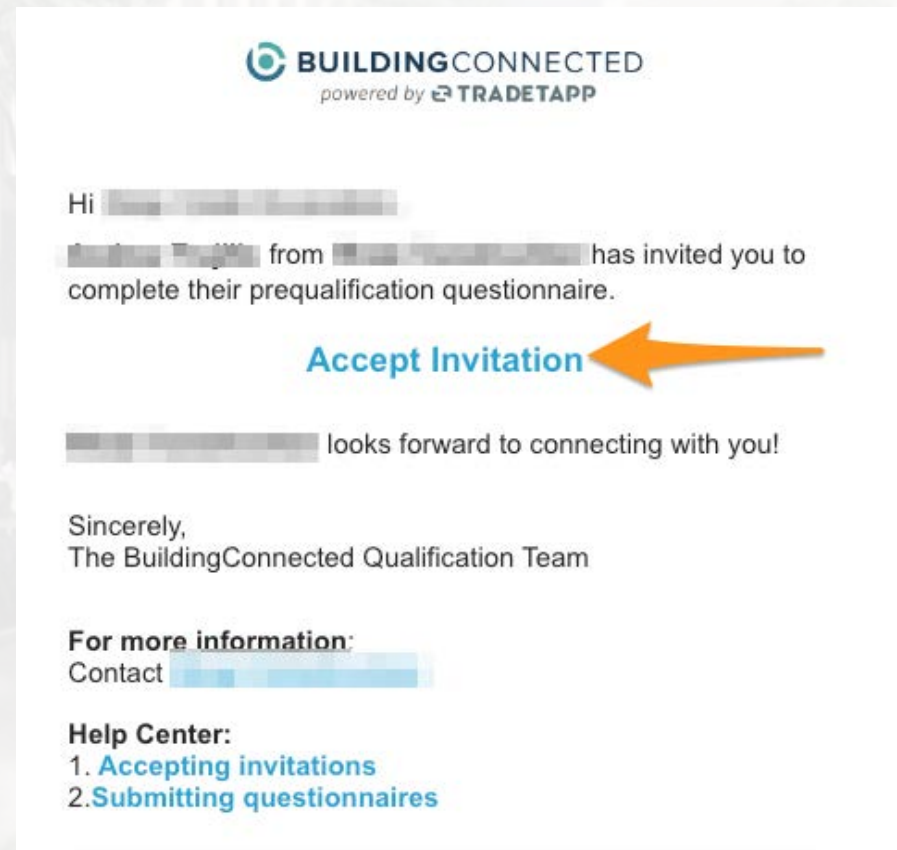 BUILDINGCONNECTED
powered by TRADETAPP
Hi
from has invited you to
complete their prequalification questionnaire.
Accept Invitation
looks forward to connecting with you!
Sincerely,
The BuildingConnected Qualification Team
For more information:
Contact
Help Center:
1. Accepting invitations
2.Submitting questionnaires